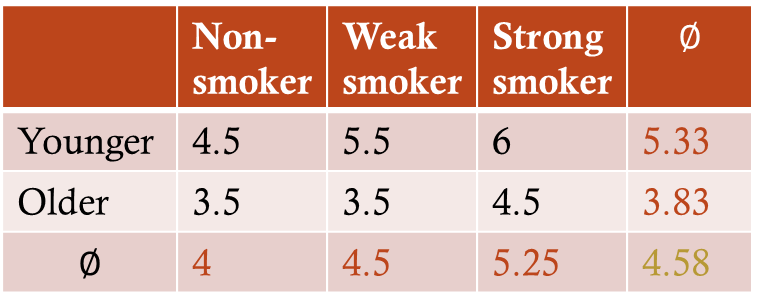 Non-smoker Weak smoker Strong smoker Ø
Younger 4.5 5.5 6 5.33
Older 3.5 3.5 4.5 3.83
Ø 4 4.5 5.25 4.58